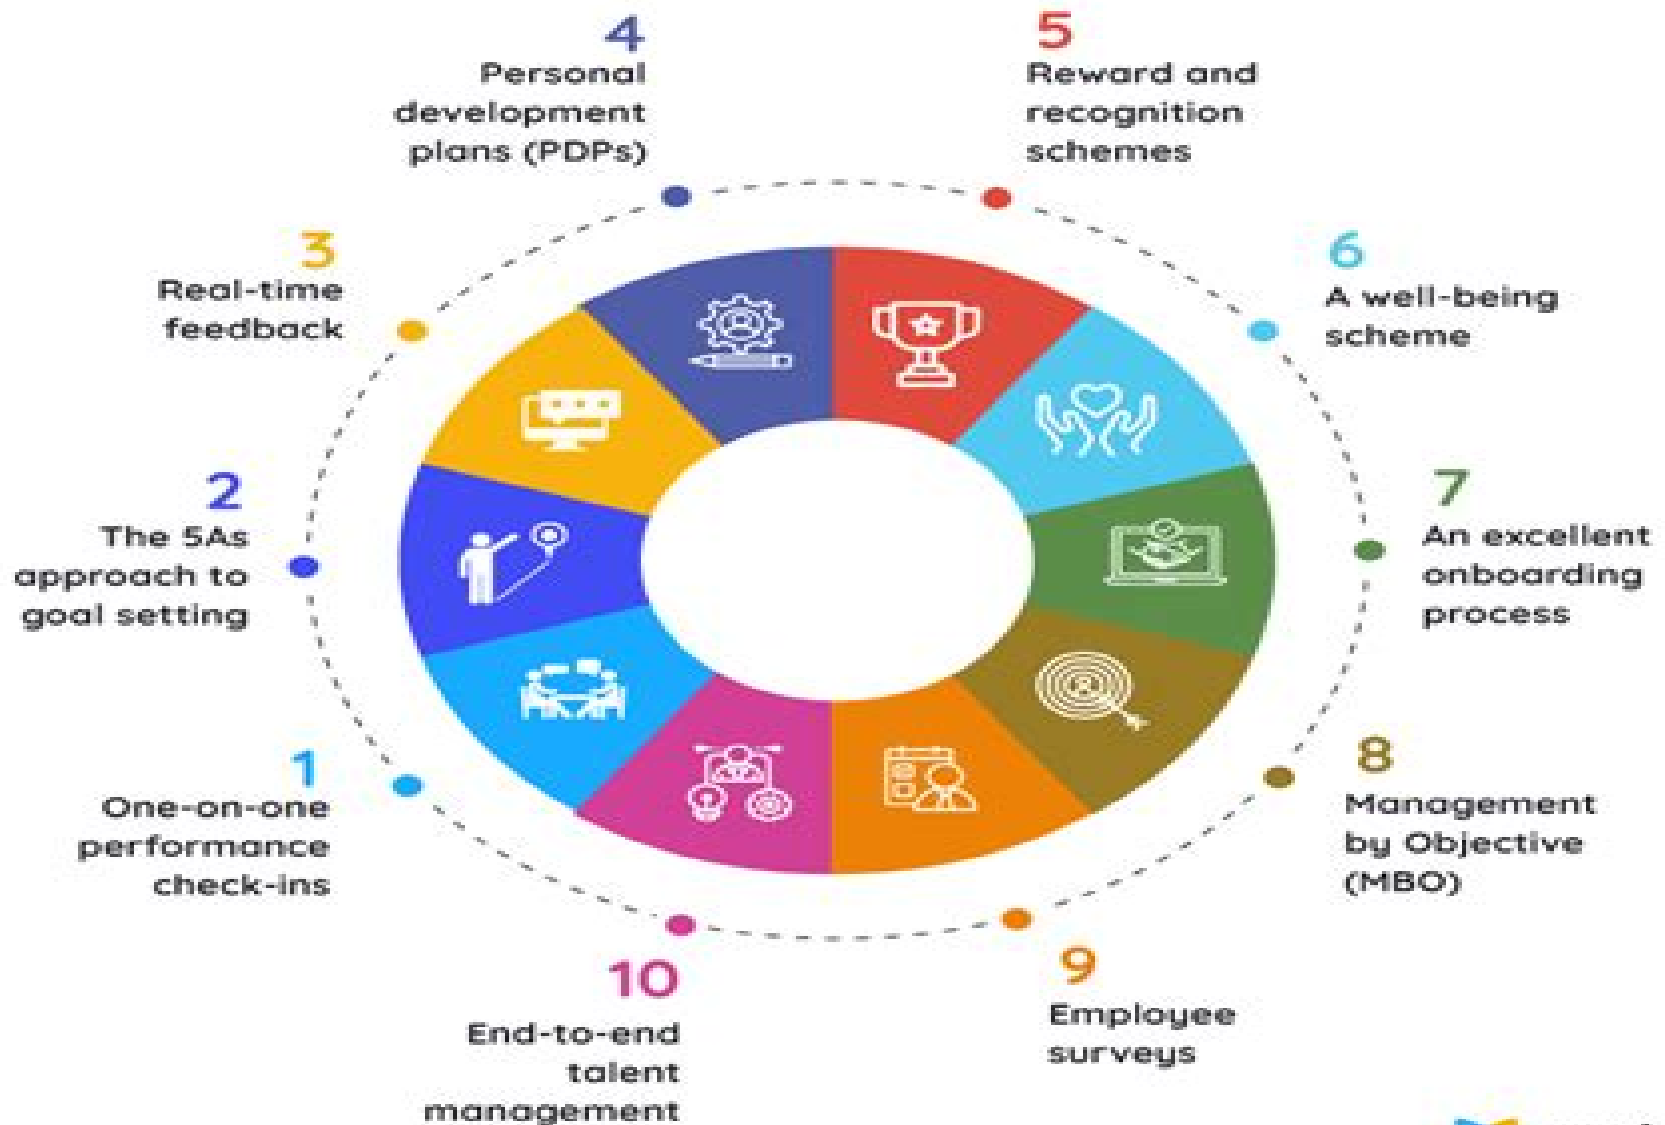 4
Personal
development
plans (PDPs)
5
Reward and
recognition
schemes
3
Real-time
feedback
6
A well-being
scheme
2
The 5As
approach to
goal setting
7
An excellent
onboarding
process
1
One-on-one
performance
check-ins
8
Management
by Objective
(MBO)
10
End-to-end
talent
management
9
Employee
surveys